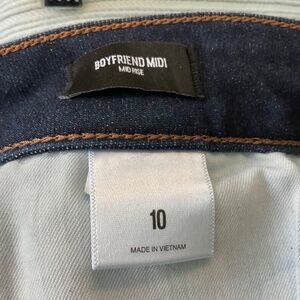 BOYFRIEND MIDI
MID RISE
10
MADE IN VIETNAM